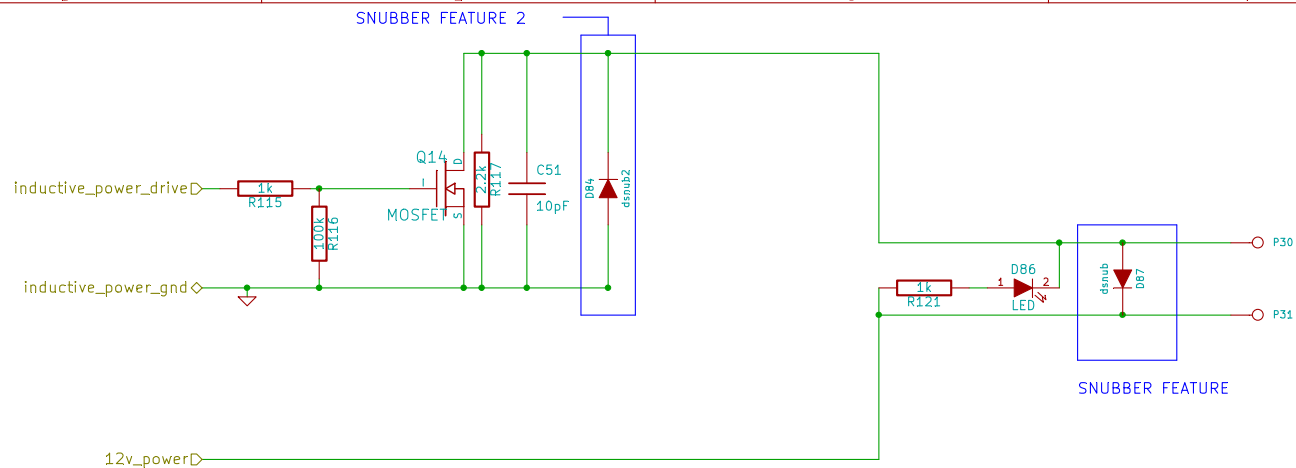 SNUBBER FEATURE 2
Q14
D
I
MOSFET
S
2.2k
R117
C51
10pF
D84
dsnub2
inductive_power_drive
1k
R115
100k
R116
inductive_power_gnd
P30
D86
1
2
LED
1k
R121
dsnub
D87
P31
SNUBBER FEATURE
12v_power